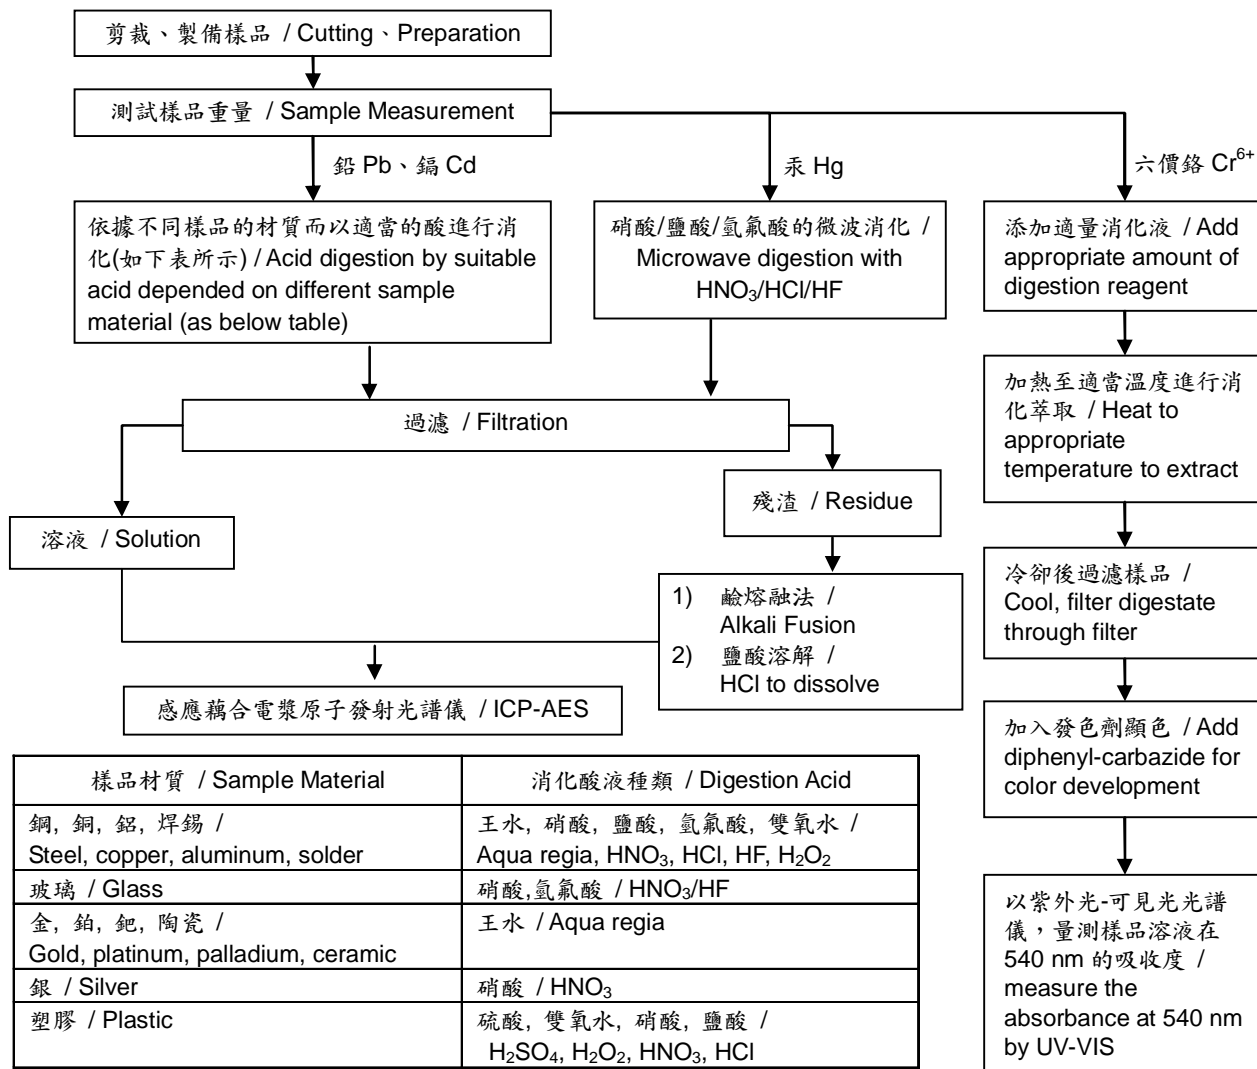 剪裁、製備樣品 / Cutting、Preparation
測試樣品重量 / Sample Measurement
鉛 Pb、鎘 Cd
汞 Hg
六價鉻 Cr6+
依據不同樣品的材質而以適當的酸進行消
化(如下表所示) / Acid digestion by suitable
acid depended on different sample
material (as below table)
硝酸/鹽酸/氫氟酸的微波消化 /
Microwave digestion with
HNO3/HCl/HF
添加適量消化液 / Add
appropriate amount of
digestion reagent
過濾 / Filtration
加熱至適當溫度進行消
化萃取 / Heat to
appropriate
temperature to extract
溶液 / Solution
殘渣 / Residue
1) 鹼熔融法 /
Alkali Fusion
2) 鹽酸溶解 /
HCl to dissolve
冷卻後過濾樣品 /
Cool, filter digestate
through filter
感應藕合電漿原子發射光譜儀 / ICP-AES
加入發色劑顯色 / Add
diphenyl-carbazide for
color development
以紫外光-可見光光譜
儀，量測樣品溶液在
540 nm 的吸收度 /
measure the
absorbance at 540 nm
by UV-VIS
樣品材質 / Sample Material
消化酸液種類 / Digestion Acid
鋼, 銅, 鋁, 焊錫 /
Steel, copper, aluminum, solder
王水, 硝酸, 鹽酸, 氫氟酸, 雙氧水 /
Aqua regia, HNO3, HCl, HF, H2O2
玻璃 / Glass
硝酸,氫氟酸 / HNO3/HF
金, 鉑, 鈀, 陶瓷 /
Gold, platinum, palladium, ceramic
王水 / Aqua regia
銀 / Silver
硝酸 / HNO3
塑膠 / Plastic
硫酸, 雙氧水, 硝酸, 鹽酸 /
H2SO4, H2O2, HNO3, HCl